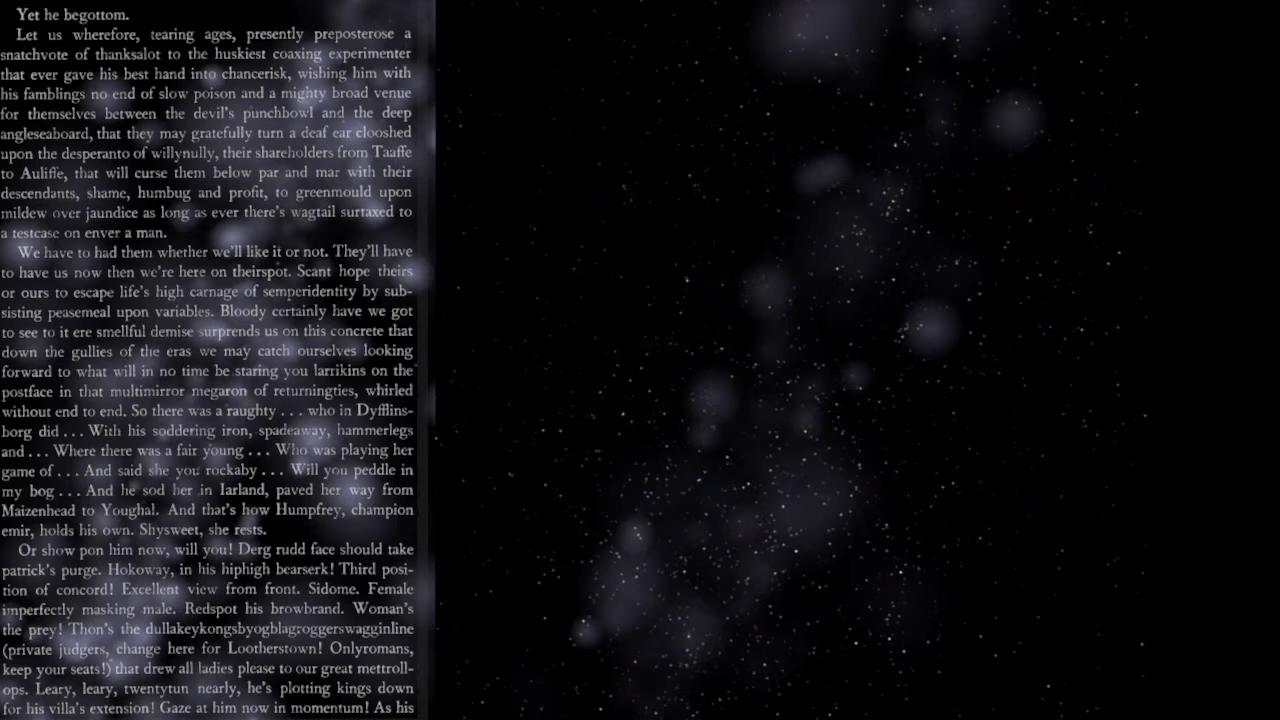 Yet he begottom.
Let us wherefore, tearing ages, presently preposterose a
snatchvote of thanksalot to the huskiest coaxing experimenter
that ever gave his best hand into chancerisk, wishing him with
his famblings no end of slow poison and a mighty broad venue
for themselves between the devil's punchbowl and the deep
angleseaboard, that they may gratefully turn a deaf ear clooshed
upon the desperanto of willynully, their shareholders from Taaffe
to Auliffe, that will curse them below par and mar with their
descendants, shame, humbug and profit, to greenmould upon
mildew over jaundice as long as ever there's wagtail surtaxed to
a testcase on enver a man.
We have to had them whether we'll like it or not. They'll have
to have us now then we're here on theirspot. Scant hope theirs
or ours to escape life's high carnage of semperidentity by sub-
sisting peasemeal upon variables. Bloody certainly have we got
to see to it ere smellful demise surprends us on this concrete that
down the gullies of the eras we may catch ourselves looking
forward to what will in no time be staring you larrikins on the
postface in that multimirror megaron of returningties, whirled
without end to end. So there was a raughty . . . who in Dyfflins-
borg did . . . With his soddering iron, spadeaway, hammerlegs
and . . . Where there was a fair young . . . Who was playing her
game of . . . And said she you rockaby . . . Will you peddle in
my bog . . . And he sod her in Iarland, paved her way from
Maizenhead to Youghal. And that's how Humpfrey, champion
emir, holds his own. Shysweet, she rests.
Or show pon him now, will you! Derg rudd face should take
patrick's purge. Hokoway, in his hiphigh bearserk! Third posi-
tion of concord! Excellent view from front. Sidome. Female
imperfectly masking male. Redspot his browbrand. Woman's
the prey! Thon's the dullakeykongsbyogblagroggerswagginline
(private judgers, change here for Lootherstown! Onlyromans,
keep your seats!) that drew all ladies please to our great mettroll-
ops. Leary, leary, twentytun nearly, he's plotting kings down
for his villa's extension! Gaze at him now in momentum! As his